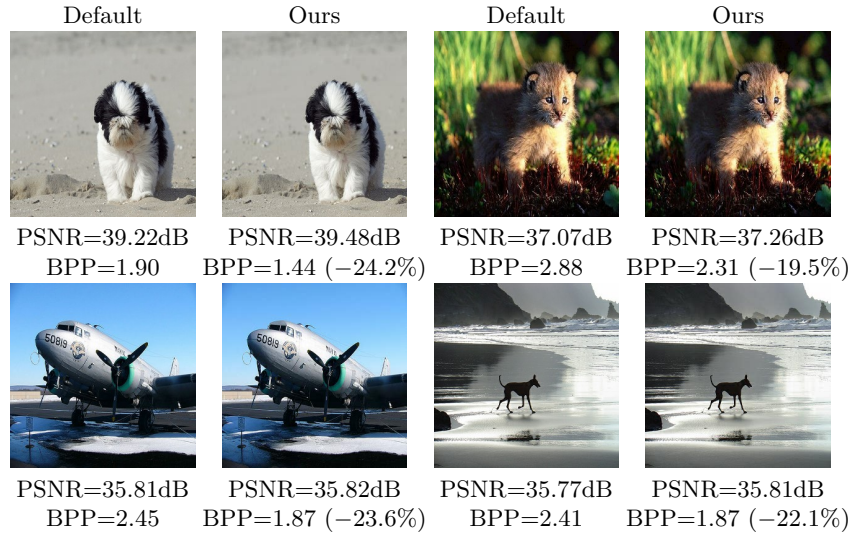 Default Ours Default Ours
PSNR=39.22dB PSNR=39.48dB PSNR=37.07dB PSNR=37.26dB
BPP=1.90 BPP=1.44 (−24.2%) BPP=2.88 BPP=2.31 (−19.5%)
50819 50819
PSNR=35.81dB PSNR=35.82dB PSNR=35.77dB PSNR=35.81dB
BPP=2.45 BPP=1.87 (−23.6%) BPP=2.41 BPP=1.87 (−22.1%)